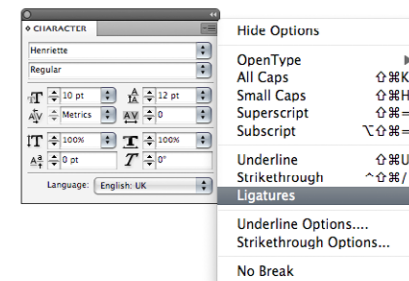 CHARACTER
Henriette
Regular
10 pt
12 pt
Metrics
0
100%
100%
0 pt
0°
Language: English: UK
Hide Options
OpenType
All Caps ⇧⌘K
Small Caps ⇧⌘H
Superscript ⇧⌘=
Subscript ⌥⇧⌘=
Underline ⇧⌘U
Strikethrough ^⇧⌘/
Ligatures
Underline Options....
Strikethrough Options...
No Break